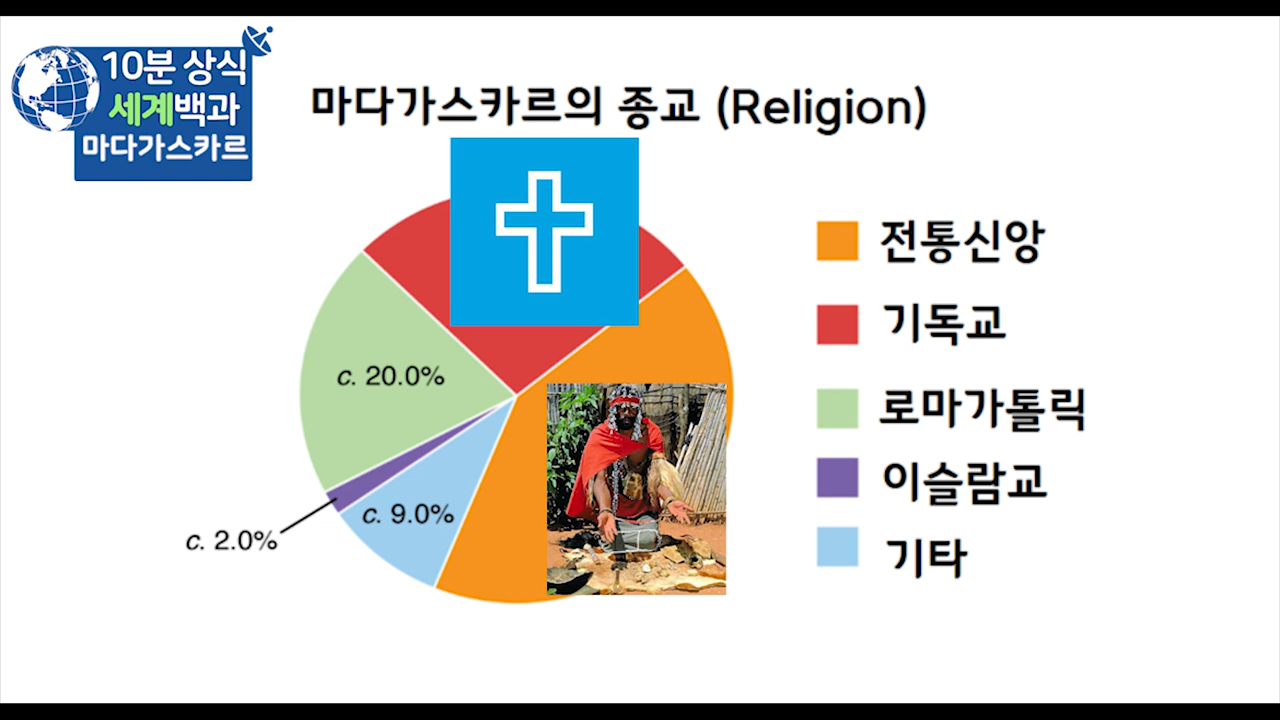 10분 상식
세계백과
마다가스카르
마다가스카르의 종교 (Religion)
전통신앙
기독교
로마가톨릭
이슬람교
기타
c. 20.0%
c. 9.0%
c. 2.0%